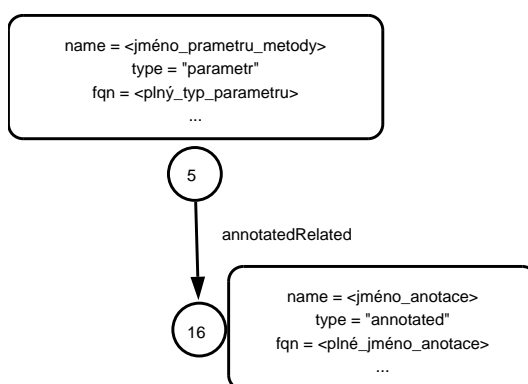 name = <jméno_prametru_metody>
type = "parametr"
fqn = <plný_typ_parametru>
...
5
annotatedRelated
16
name = <jméno_anotace>
type = "annotated"
fqn = <plné_jméno_anotace>
...